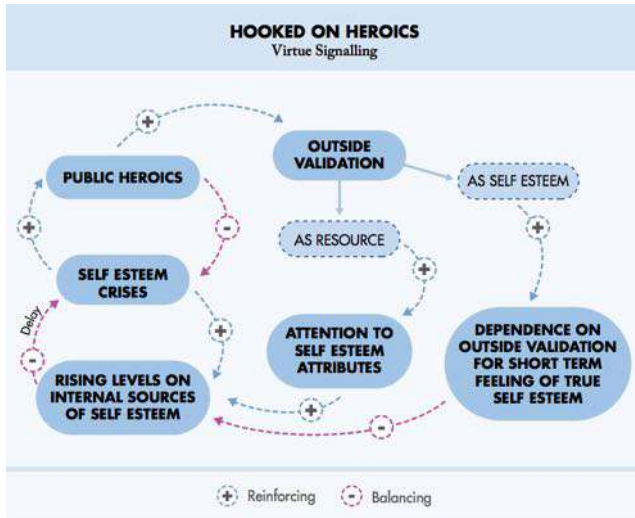 HOOKED ON HEROICS
Virtue Signalling
+
OUTSIDE
VALIDATION
PUBLIC HEROICS
AS SELF ESTEEM
+
-
+
AS RESOURCE
+
SELF ESTEEM
CRISES
Delay
+
ATTENTION TO
SELF ESTEEM
ATTRIBUTES
DEPENDENCE ON
OUTSIDE VALIDATION
FOR SHORT TERM
FEELING OF TRUE
SELF ESTEEM
-
RISING LEVELS ON
INTERNAL SOURCES
OF SELF ESTEEM
+
-
+ Reinforcing
- Balancing